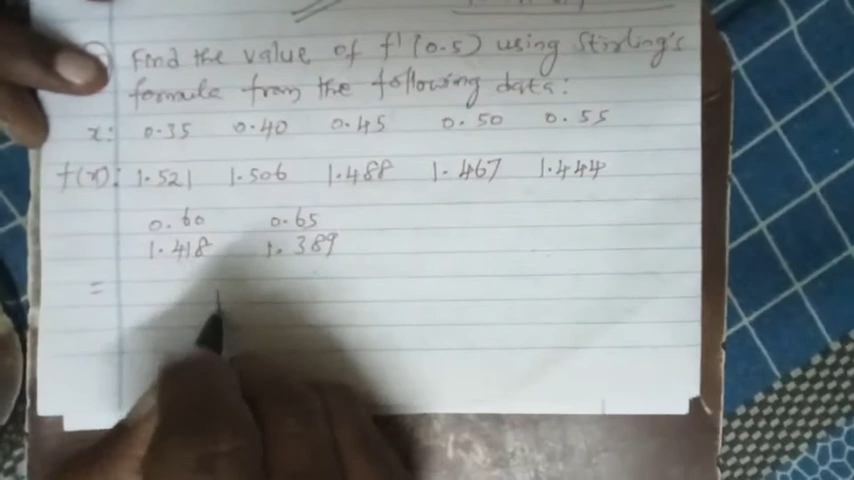 Find the value of f'(0.5) using Stirling's
formula from the following data:
x: 0.35 0.40 0.45 0.50 0.55
f(x): 1.521 1.506 1.488 1.467 1.444
0.60 0.65
1.418 1.389
=